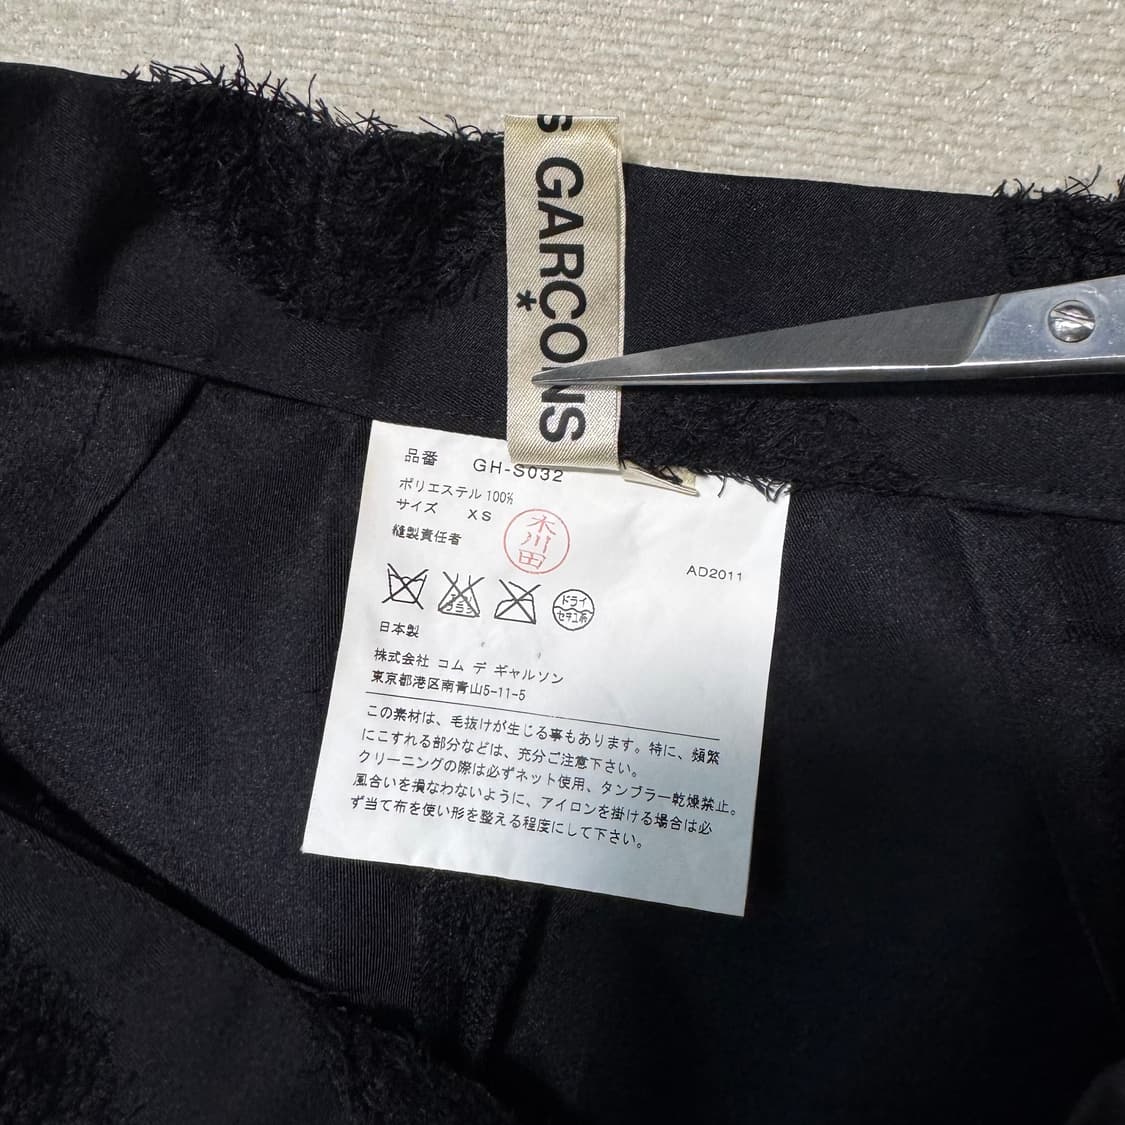 S GARCONS
*
品番 GH-S032
ポリエステル 100%
サイズ XS
縫製責任者
木川田
AD2011
ドライ
セキユ系
日本製
株式会社 コム デ ギャルソン
東京都港区南青山5-11-5
この素材は、毛抜けが生じる事もあります。特に、頻繁
にこすれる部分などは、充分ご注意下さい。
クリーニングの際は必ずネット使用、タンブラー乾燥禁止。
風合いを損なわないように、アイロンを掛ける場合は必
ず当て布を使い形を整える程度にして下さい。